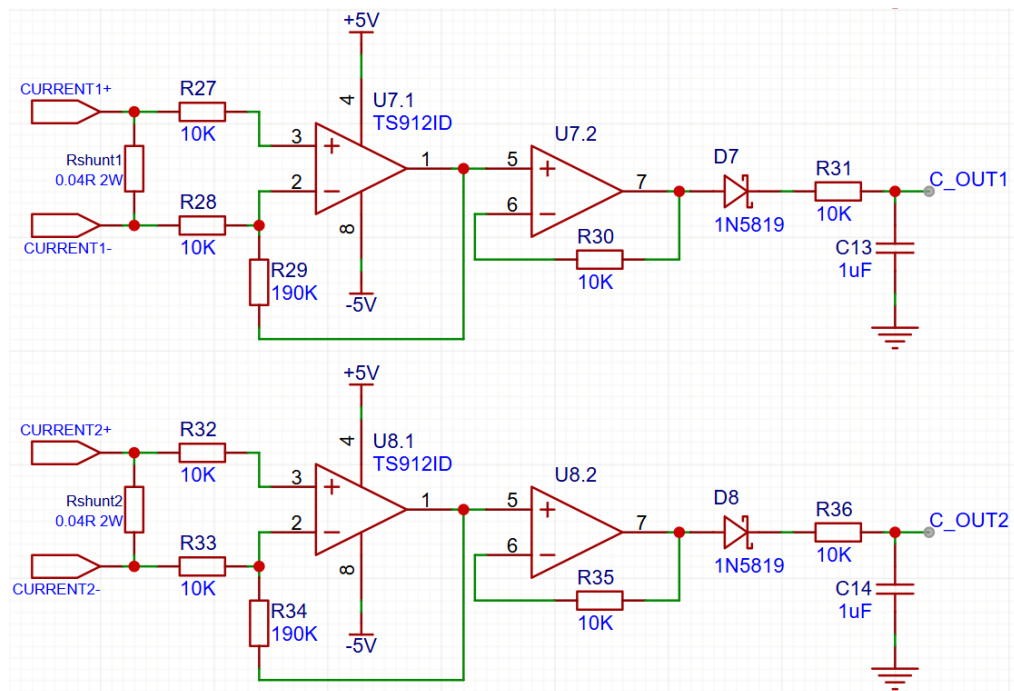 +5V
CURRENT1+
R27
10K
4
U7.1
TS912ID
3
+
1
Rshunt1
0.04R 2W
2
−
R28
10K
CURRENT1-
8
R29
190K
-5V
U7.2
5
+
7
6
−
R30
10K
D7
1N5819
R31
10K
C_OUT1
C13
1uF
+5V
CURRENT2+
R32
10K
4
U8.1
TS912ID
3
+
1
Rshunt2
0.04R 2W
2
−
R33
10K
CURRENT2-
8
R34
190K
-5V
U8.2
5
+
7
6
−
R35
10K
D8
1N5819
R36
10K
C_OUT2
C14
1uF